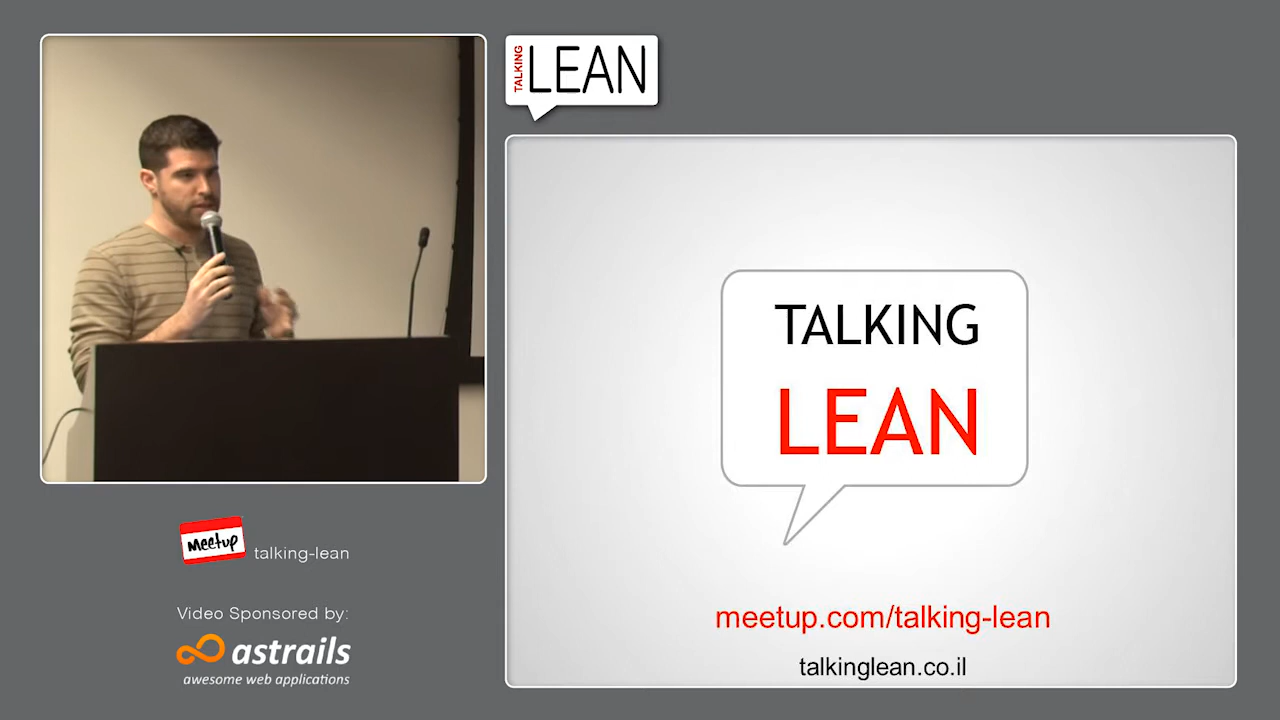 TALKING
LEAN
TALKING
LEAN
meetup.com/talking-lean
talkinglean.co.il
meetup
talking-lean
Video Sponsored by:
astrails
awesome web applications